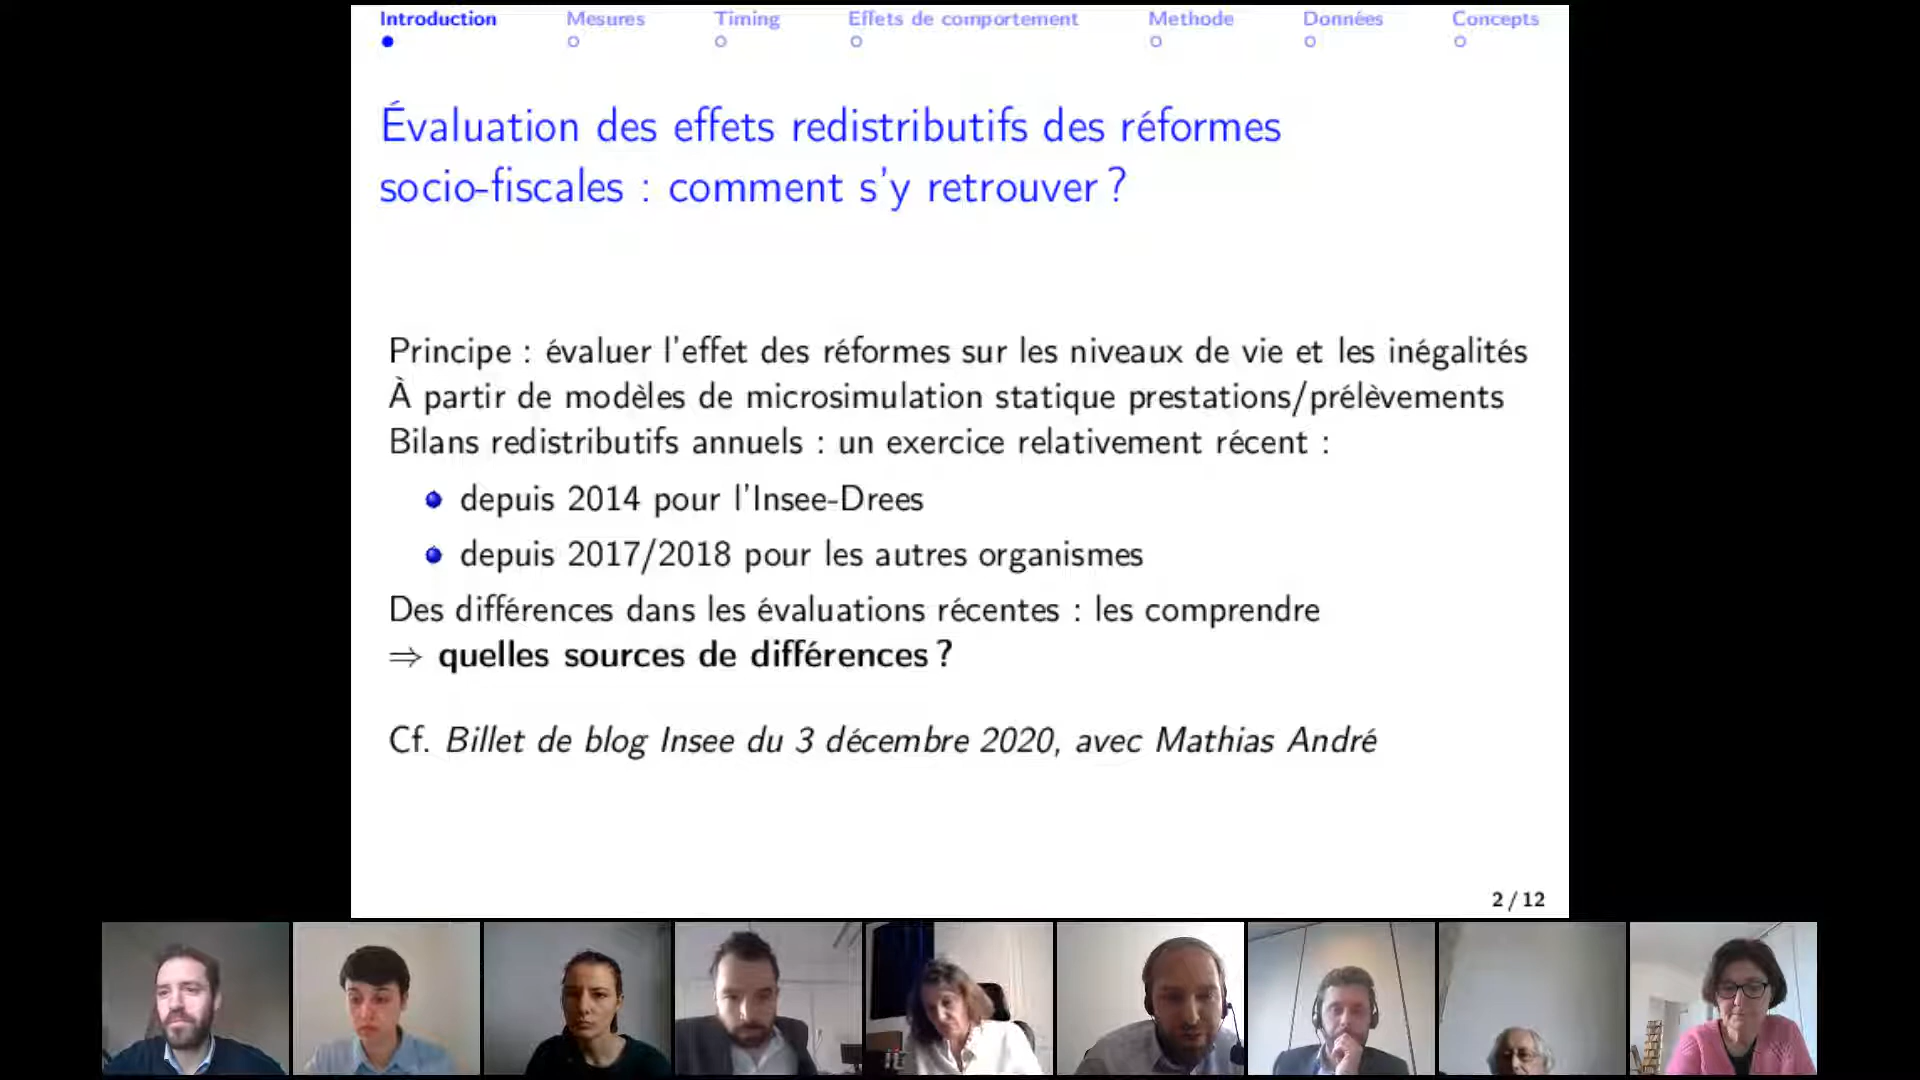 Introduction Mesures Timing Effets de comportement Methode Données Concepts
Évaluation des effets redistributifs des réformes
socio-fiscales : comment s'y retrouver ?
Principe : évaluer l'effet des réformes sur les niveaux de vie et les inégalités
À partir de modèles de microsimulation statique prestations/prélèvements
Bilans redistributifs annuels : un exercice relativement récent :
depuis 2014 pour l'Insee-Drees
depuis 2017/2018 pour les autres organismes
Des différences dans les évaluations récentes : les comprendre
⇒ quelles sources de différences ?
Cf. Billet de blog Insee du 3 décembre 2020, avec Mathias André
2 / 12